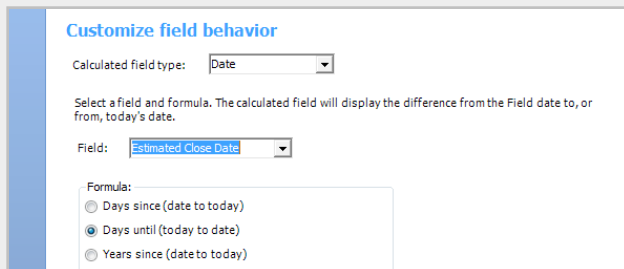 Customize field behavior
Calculated field type: Date
Select a field and formula. The calculated field will display the difference from the Field date to, or
from, today's date.
Field: Estimated Close Date
Formula:
Days since (date to today)
Days until (today to date)
Years since (date to today)